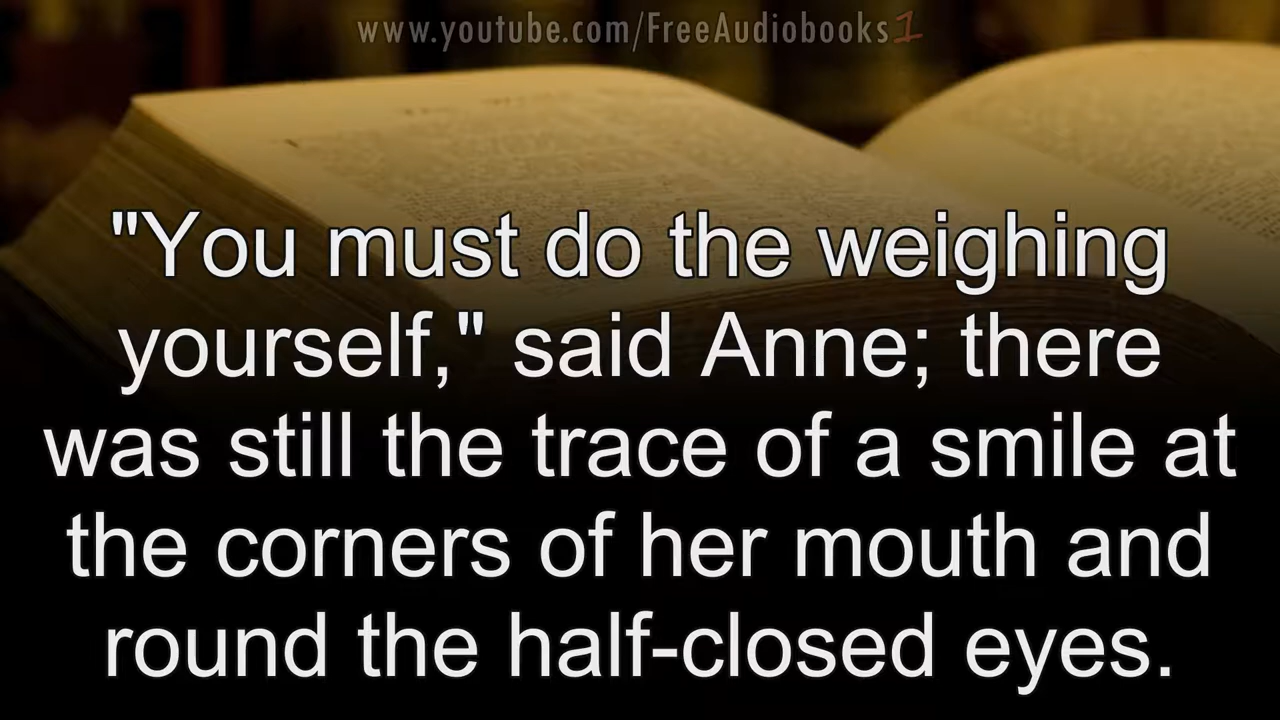 www.youtube.com/FreeAudiobooks1
"You must do the weighing
yourself," said Anne; there
was still the trace of a smile at
the corners of her mouth and
round the half-closed eyes.